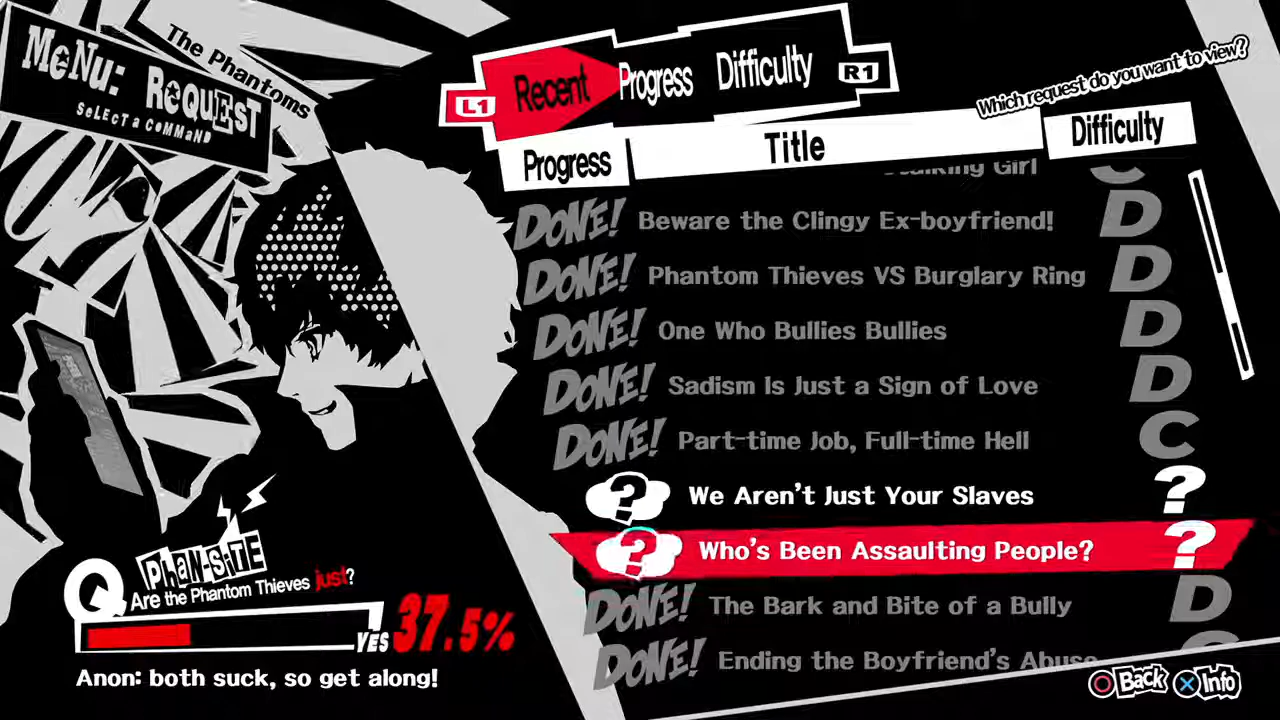 MeNu: ReQuEST
SeLEcT a CoMMaND
The Phantoms
L1 Recent Progress Difficulty R1
Which request do you want to view?
Progress Title Difficulty
Stalking Girl C
DONE! Beware the Clingy Ex-boyfriend! D
DONE! Phantom Thieves VS Burglary Ring D
DONE! One Who Bullies Bullies D
DONE! Sadism Is Just a Sign of Love D
DONE! Part-time Job, Full-time Hell C
? We Aren't Just Your Slaves ?
? Who's Been Assaulting People? ?
DONE! The Bark and Bite of a Bully D
DONE! Ending the Boyfriend's Abuse
PhaN-SiTE
Q Are the Phantom Thieves just?
YES 37.5%
Anon: both suck, so get along!
Back Info